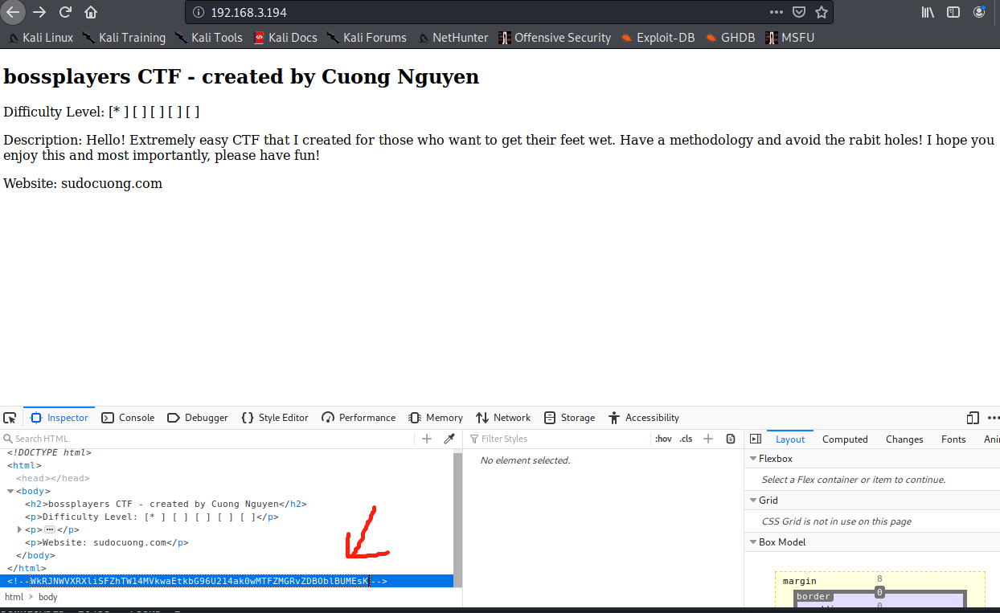 192.168.3.194
Kali Linux Kali Training Kali Tools Kali Docs Kali Forums NetHunter Offensive Security Exploit-DB GHDB MSFU
bossplayers CTF - created by Cuong Nguyen
Difficulty Level: [* ] [ ] [ ] [ ] [ ]
Description: Hello! Extremely easy CTF that I created for those who want to get their feet wet. Have a methodology and avoid the rabit holes! I hope you
enjoy this and most importantly, please have fun!
Website: sudocuong.com
Inspector Console Debugger {} Style Editor Performance Memory Network Storage Accessibility
Search HTML + Filter Styles :hov .cls + Layout Computed Changes Fonts Ani
<!DOCTYPE html>
<html>
<head></head>
<body>
<h2>bossplayers CTF - created by Cuong Nguyen</h2>
<p>Difficulty Level: [* ] [ ] [ ] [ ] [ ]</p>
<p>…</p>
<p>Website: sudocuong.com</p>
</body>
</html>
<!--WkRJNWVXRXliSFZhTW14MVkwaEtkbG96U214ak0wMTFZMGRvZDBOblBUMEsK-->
html > body
No element selected.
Flexbox
Select a Flex container or item to continue.
Grid
CSS Grid is not in use on this page
Box Model
margin 8
border 0